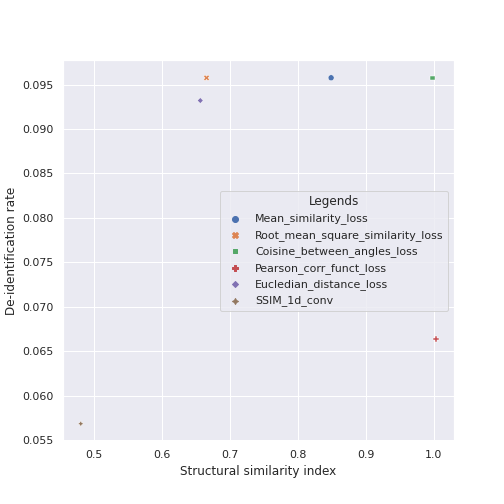 0.095
0.090
0.085
0.080
0.075
0.070
0.065
0.060
0.055
De-identification rate
Legends
Mean_similarity_loss
Root_mean_square_similarity_loss
Coisine_between_angles_loss
Pearson_corr_funct_loss
Eucledian_distance_loss
SSIM_1d_conv
0.5 0.6 0.7 0.8 0.9 1.0
Structural similarity index